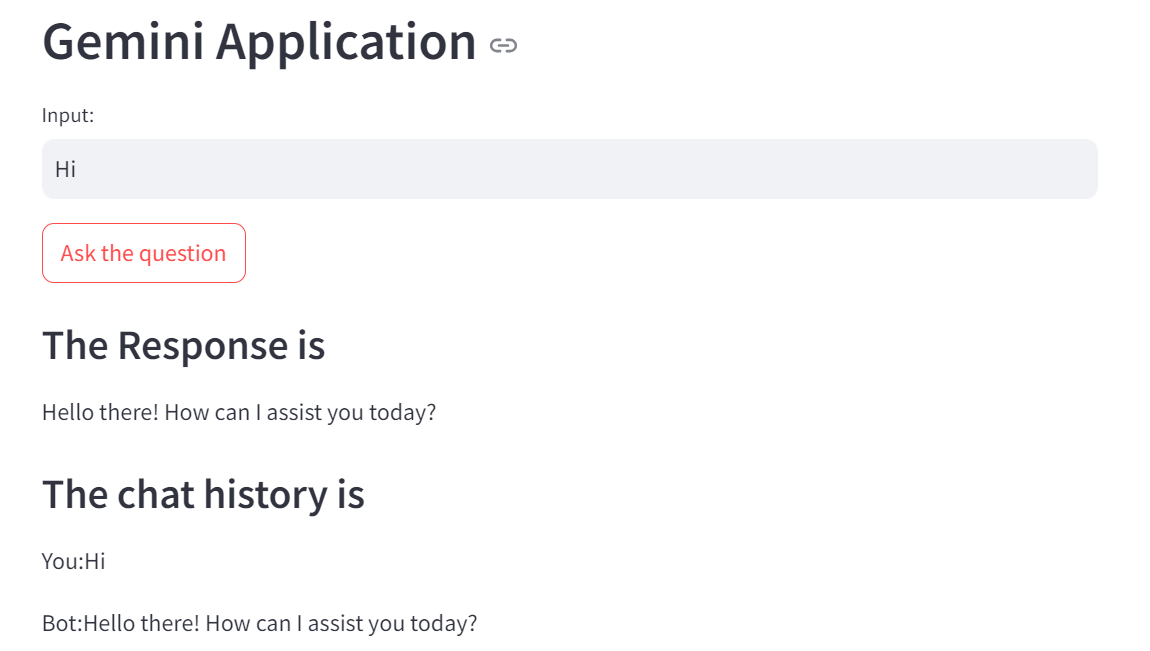 Gemini Application
Input:
Hi
Ask the question
The Response is
Hello there! How can I assist you today?
The chat history is
You:Hi
Bot:Hello there! How can I assist you today?